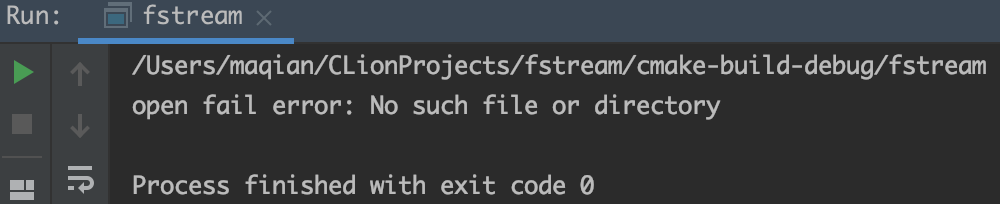 Run: fstream ×
/Users/maqian/CLionProjects/fstream/cmake-build-debug/fstream
open fail error: No such file or directory
Process finished with exit code 0